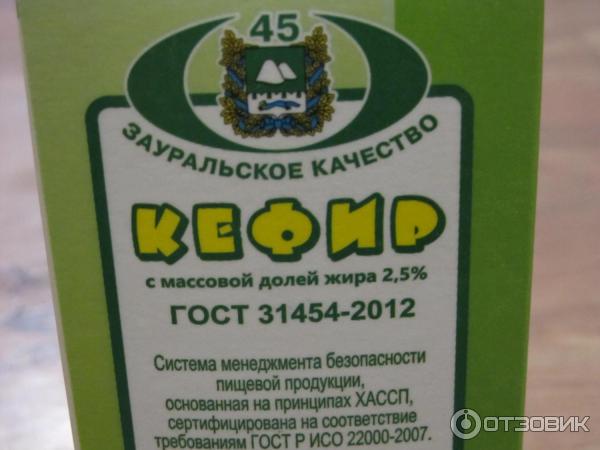 45
ЗАУРАЛЬСКОЕ КАЧЕСТВО
КЕФИР
с массовой долей жира 2,5%
ГОСТ 31454-2012
Система менеджмента безопасности
пищевой продукции,
основанная на принципах ХАССП,
сертифицирована на соответствие
требованиям ГОСТ Р ИСО 22000-2007.
ОТЗОВИК